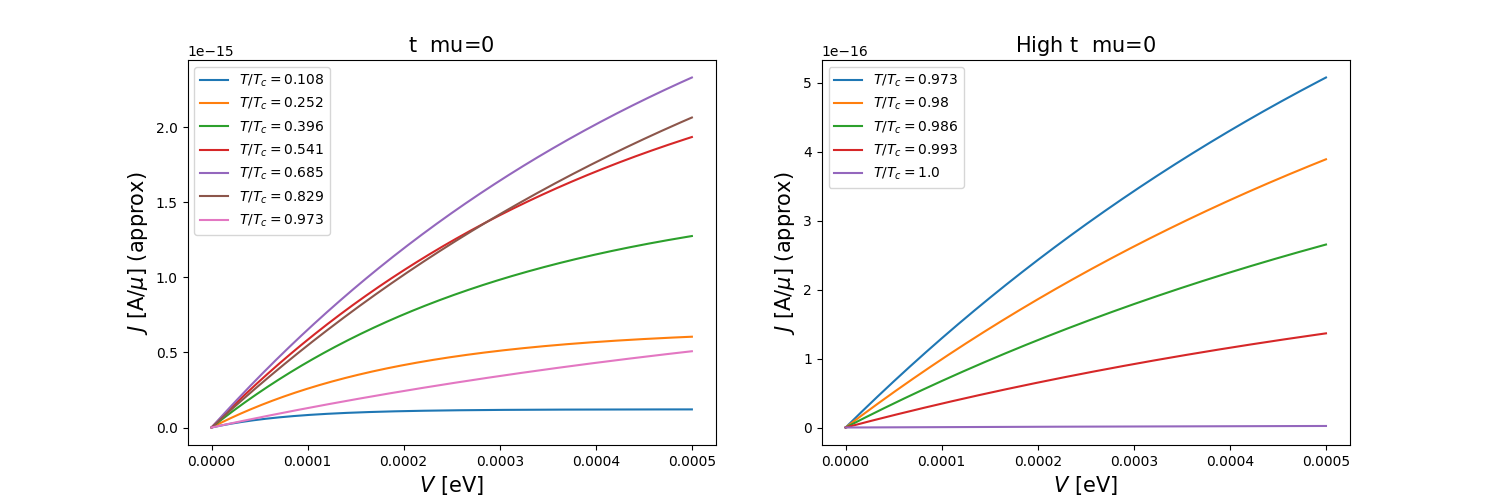 t  mu=0
1e−15
T/T_c = 0.108
T/T_c = 0.252
T/T_c = 0.396
T/T_c = 0.541
T/T_c = 0.685
T/T_c = 0.829
T/T_c = 0.973
2.0
1.5
1.0
0.5
0.0
J [A/μ] (approx)
0.0000 0.0001 0.0002 0.0003 0.0004 0.0005
V [eV]
High t  mu=0
1e−16
T/T_c = 0.973
T/T_c = 0.98
T/T_c = 0.986
T/T_c = 0.993
T/T_c = 1.0
5
4
3
2
1
0
J [A/μ] (approx)
0.0000 0.0001 0.0002 0.0003 0.0004 0.0005
V [eV]